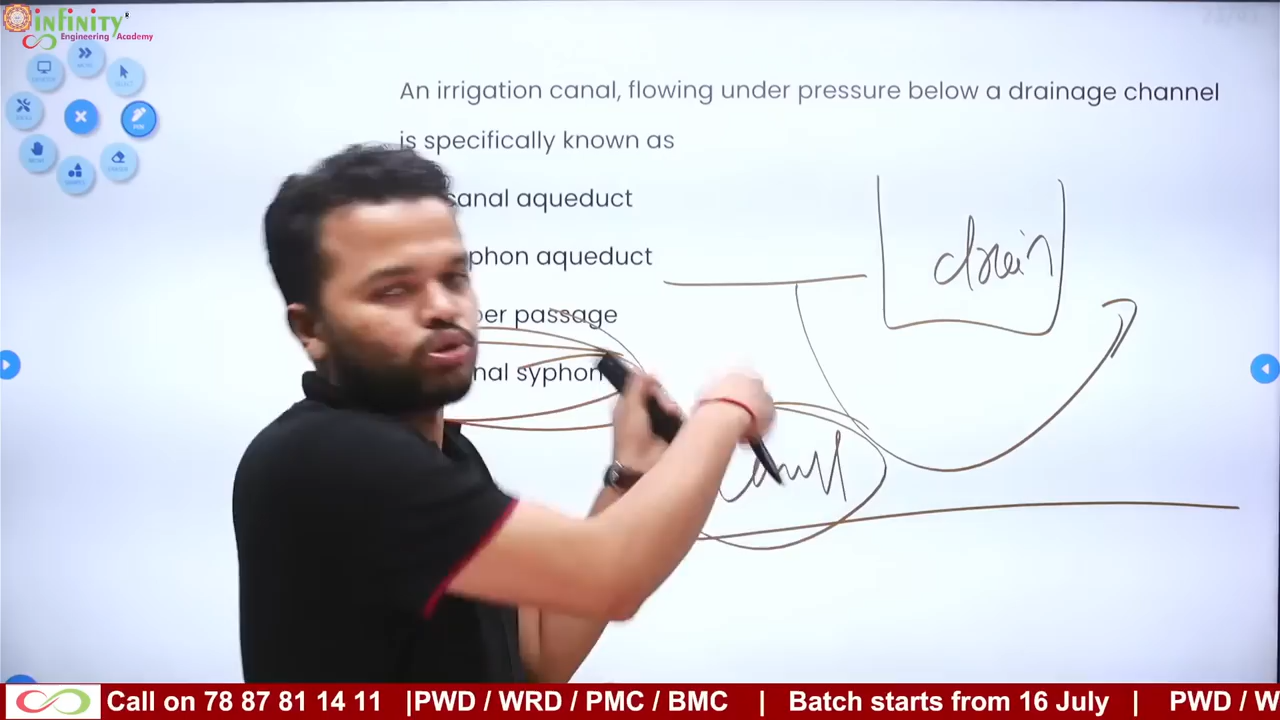 infinity
Engineering Academy
An irrigation canal, flowing under pressure below a drainage channel
is specifically known as
canal aqueduct
phon aqueduct
per passage
nal syphon
drain
Canal
Call on 78 87 81 14 11 |PWD / WRD / PMC / BMC | Batch starts from 16 July | PWD / W